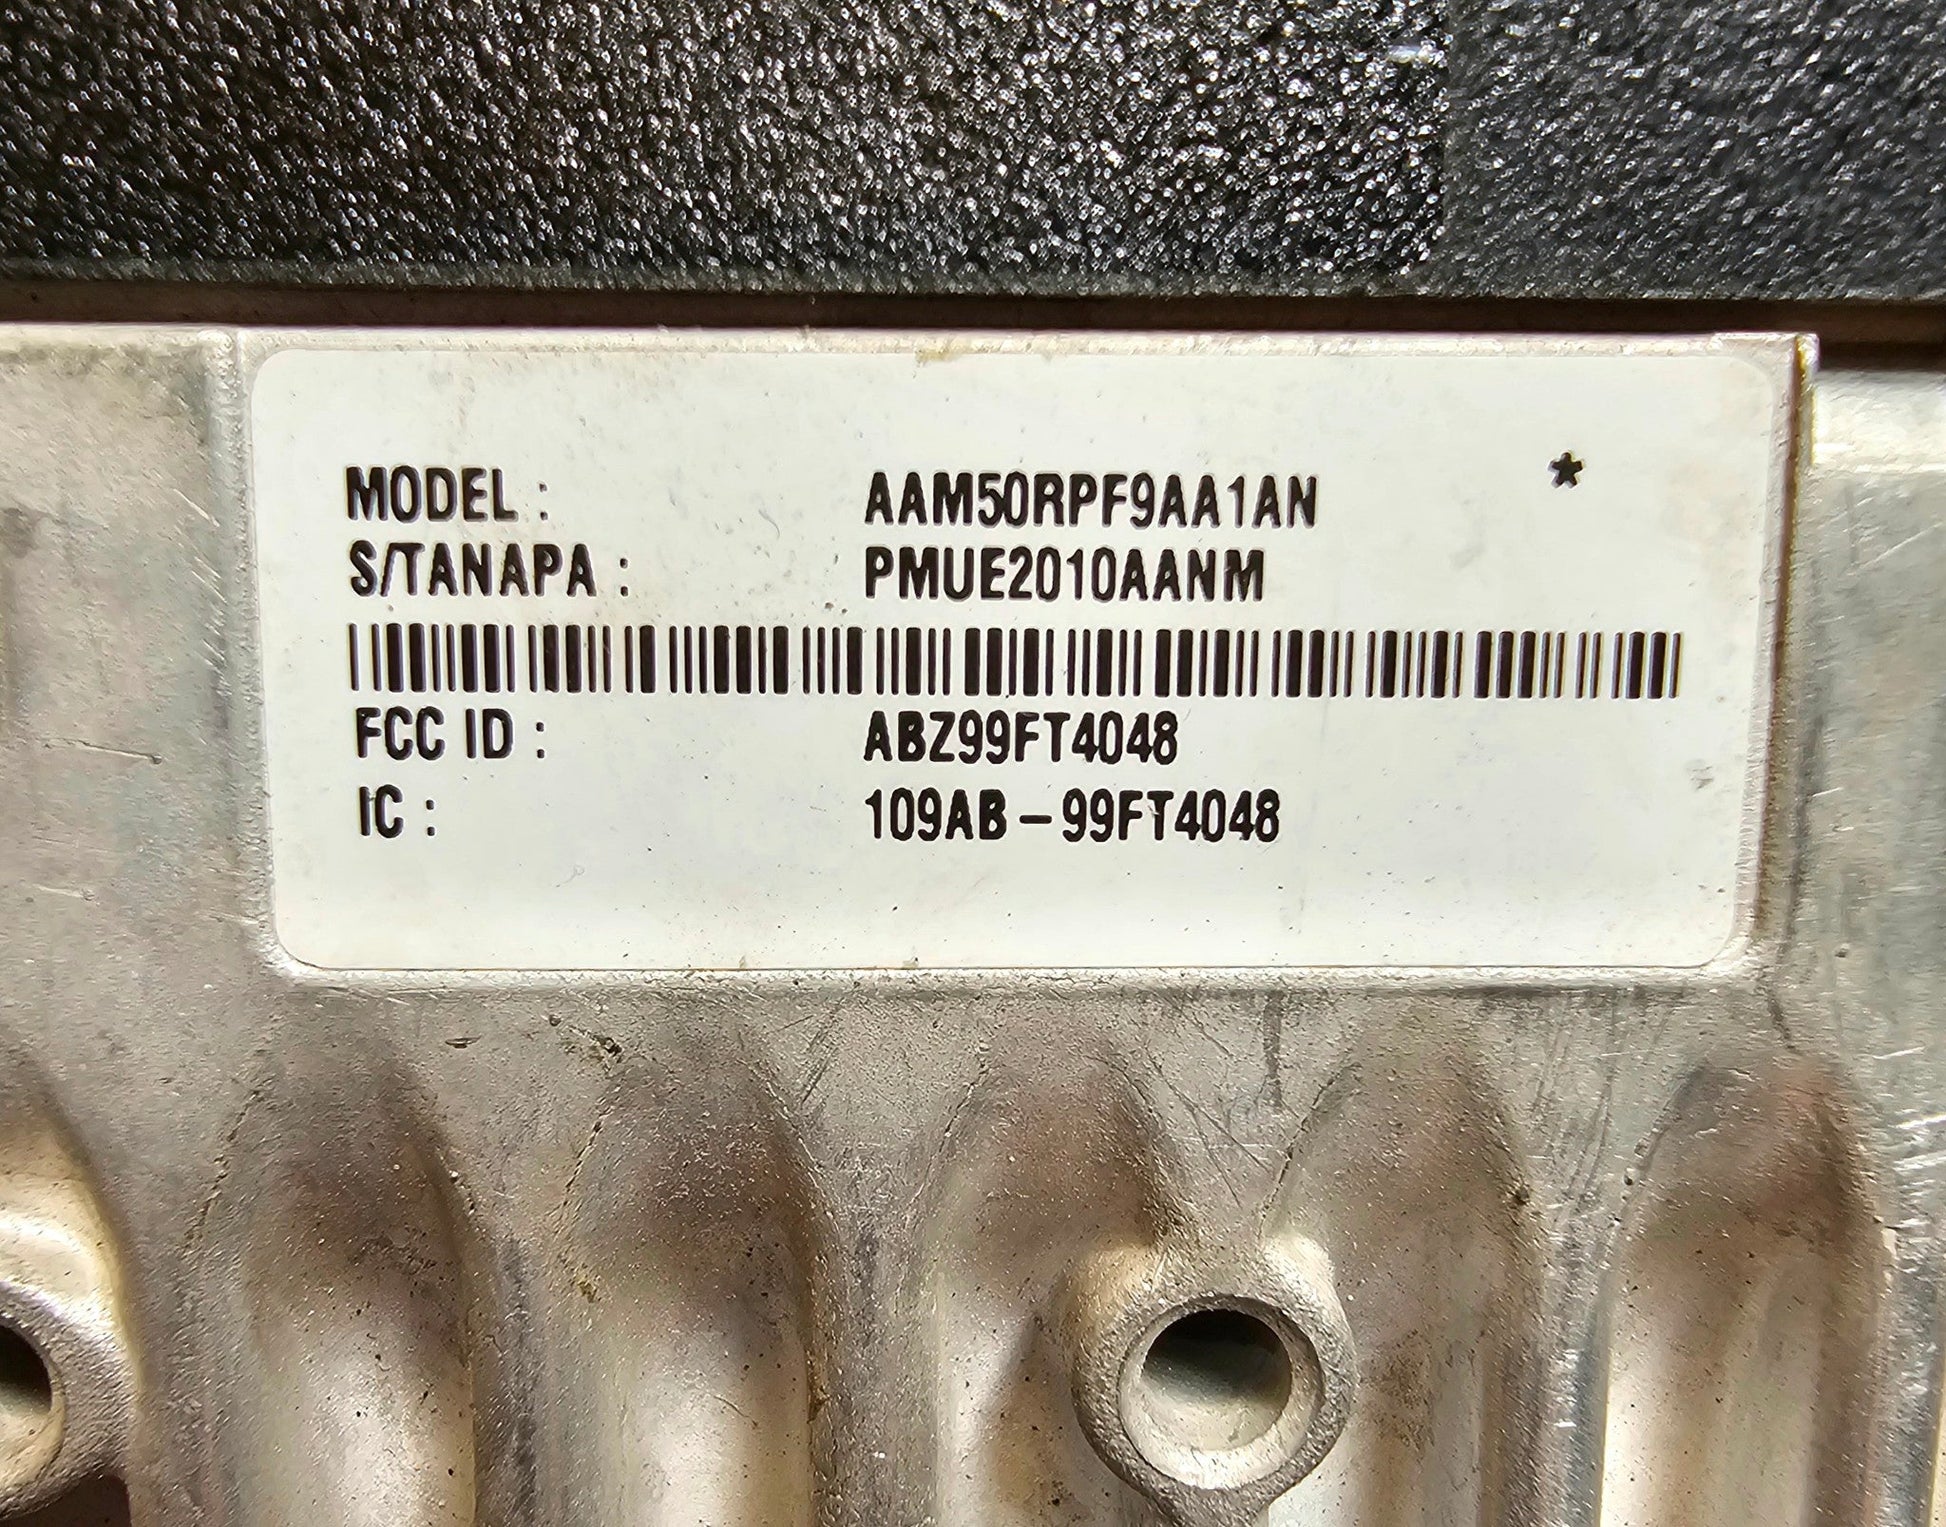 MODEL : AAM50RPF9AA1AN *
S/TANAPA : PMUE2010AANM
FCC ID : ABZ99FT4048
IC : 109AB-99FT4048